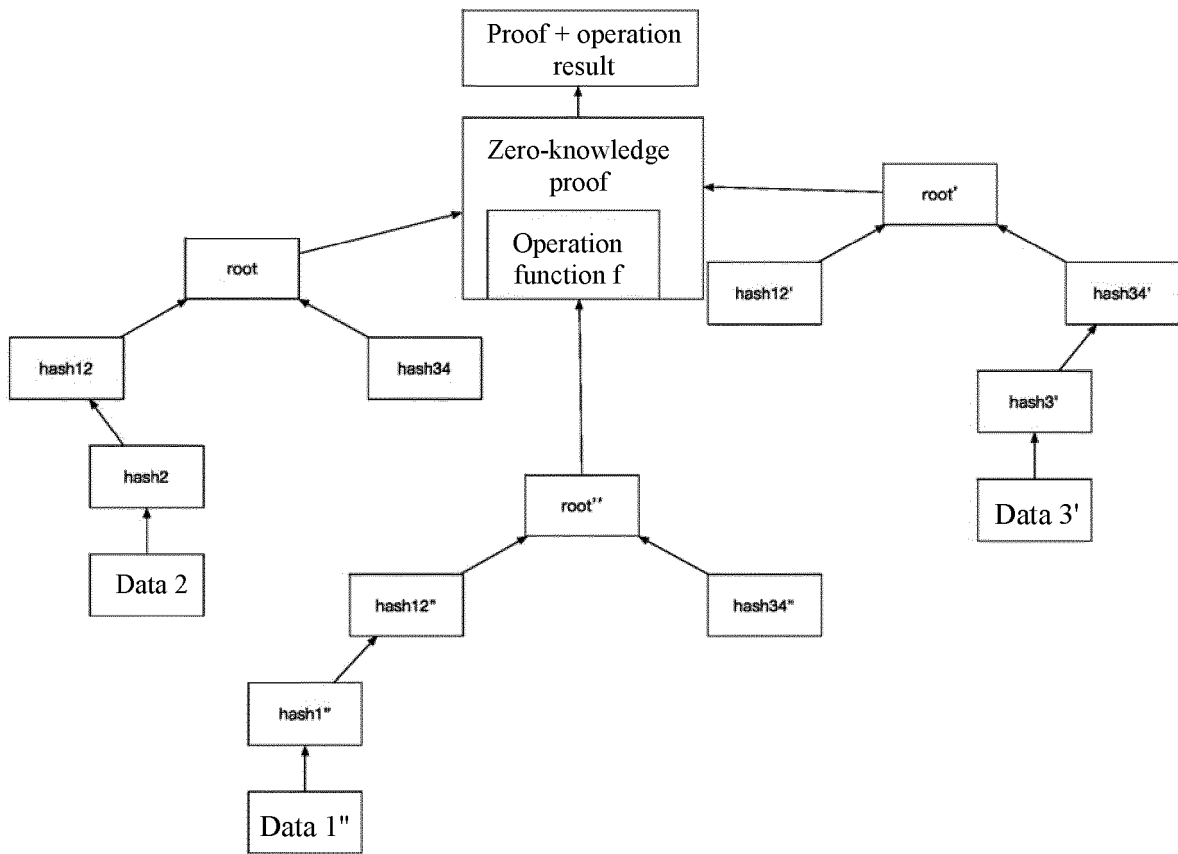 Proof + operation
result
Zero-knowledge
proof
Operation
function f
root'
hash12'
hash34'
hash3'
Data 3'
root
hash12
hash34
hash2
Data 2
root''
hash12"
hash34"
hash1"
Data 1"